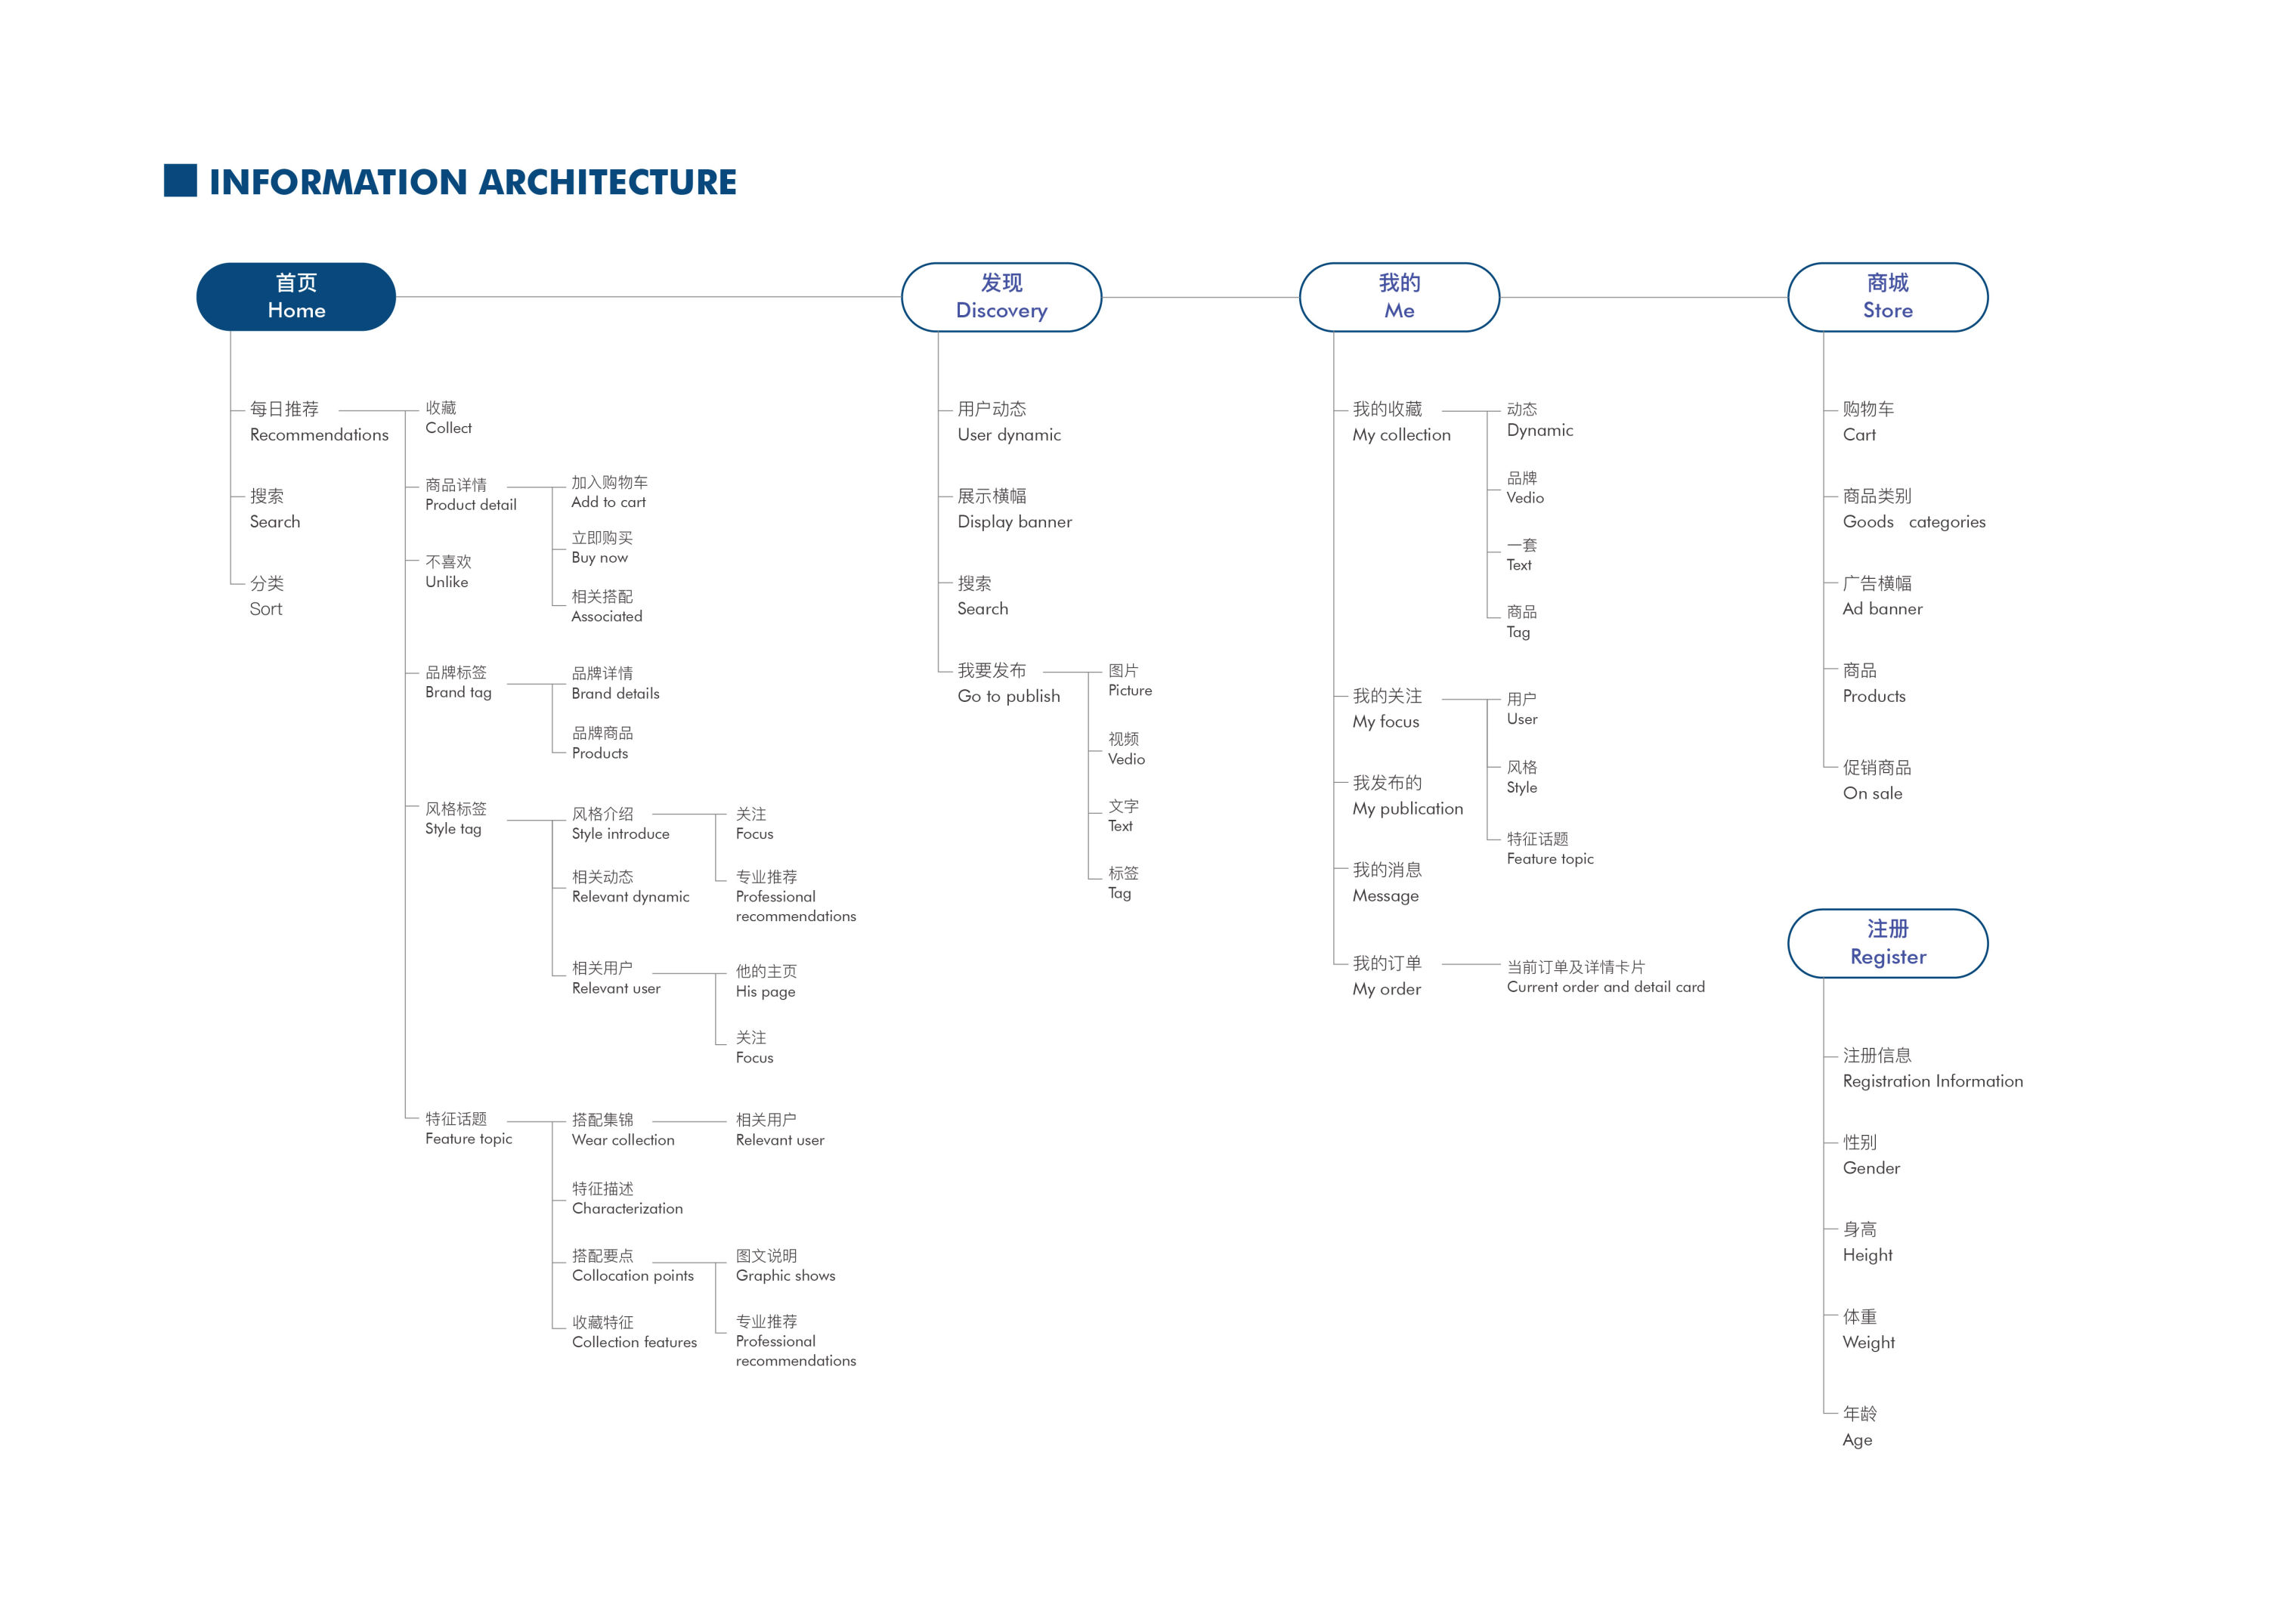 INFORMATION ARCHITECTURE
首页
Home
每日推荐
Recommendations
搜索
Search
分类
Sort
收藏
Collect
商品详情
Product detail
加入购物车
Add to cart
立即购买
Buy now
相关搭配
Associated
不喜欢
Unlike
品牌标签
Brand tag
品牌详情
Brand details
品牌商品
Products
风格标签
Style tag
风格介绍
Style introduce
关注
Focus
专业推荐
Professional
recommendations
相关动态
Relevant dynamic
相关用户
Relevant user
他的主页
His page
关注
Focus
特征话题
Feature topic
搭配集锦
Wear collection
相关用户
Relevant user
特征描述
Characterization
搭配要点
Collocation points
图文说明
Graphic shows
专业推荐
Professional
recommendations
收藏特征
Collection features
发现
Discovery
用户动态
User dynamic
展示横幅
Display banner
搜索
Search
我要发布
Go to publish
图片
Picture
视频
Vedio
文字
Text
标签
Tag
我的
Me
我的收藏
My collection
动态
Dynamic
品牌
Vedio
一套
Text
商品
Tag
我的关注
My focus
用户
User
风格
Style
特征话题
Feature topic
我发布的
My publication
我的消息
Message
我的订单
My order
当前订单及详情卡片
Current order and detail card
商城
Store
购物车
Cart
商品类别
Goods categories
广告横幅
Ad banner
商品
Products
促销商品
On sale
注册
Register
注册信息
Registration Information
性别
Gender
身高
Height
体重
Weight
年龄
Age